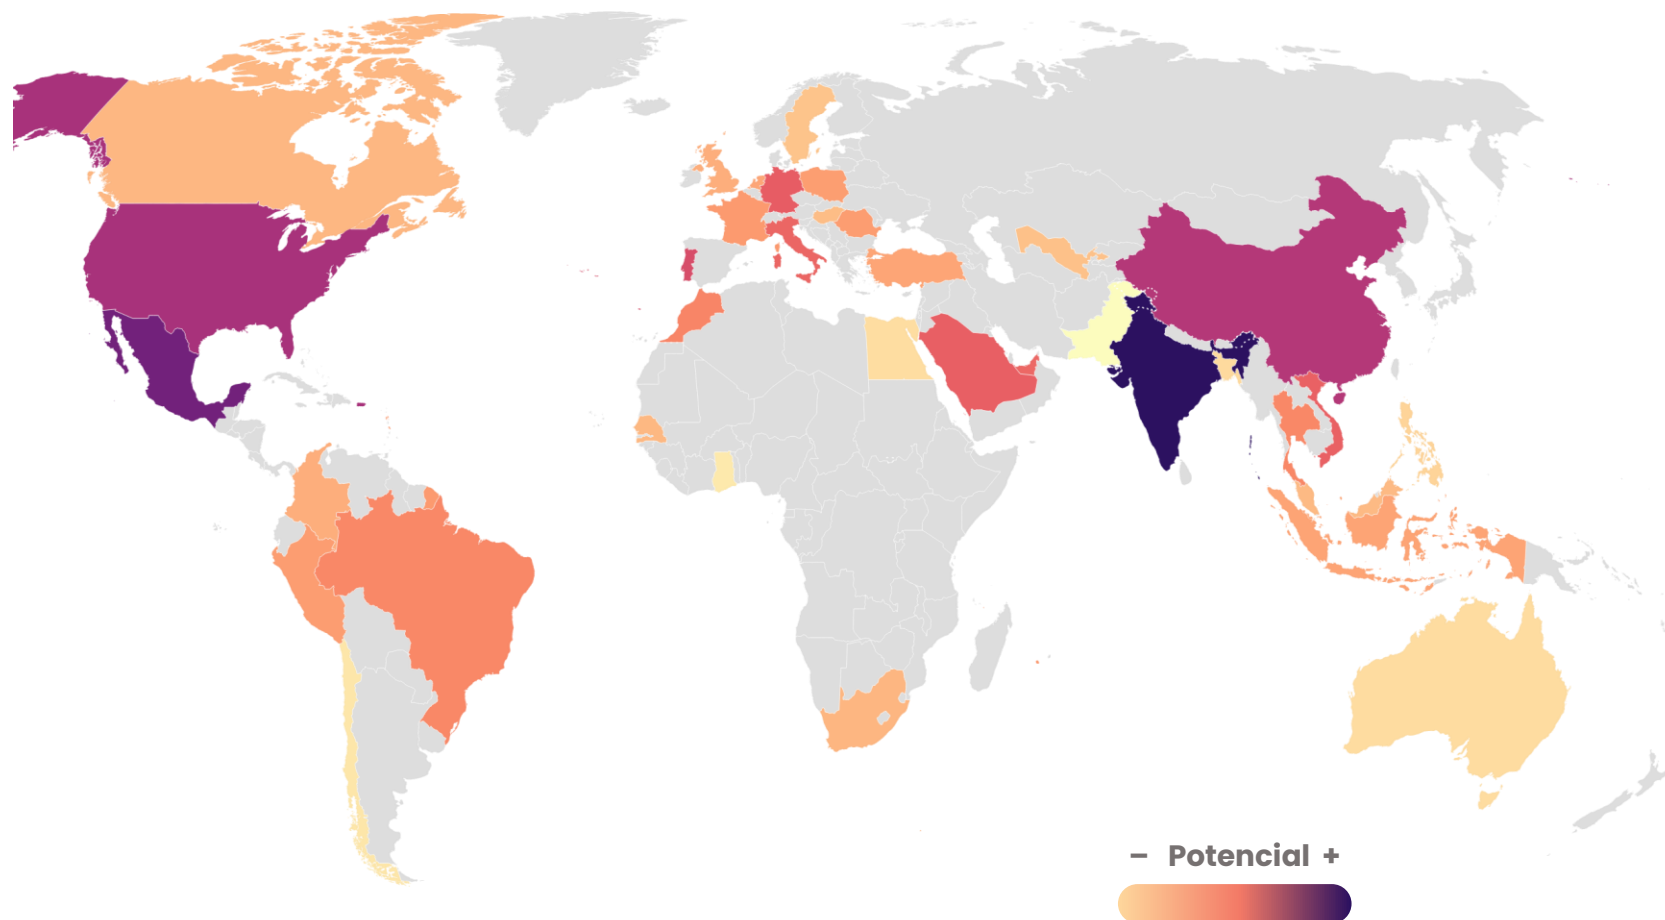 – Potencial +